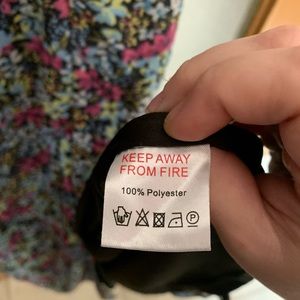 KEEP AWAY
FROM FIRE
100% Polyester